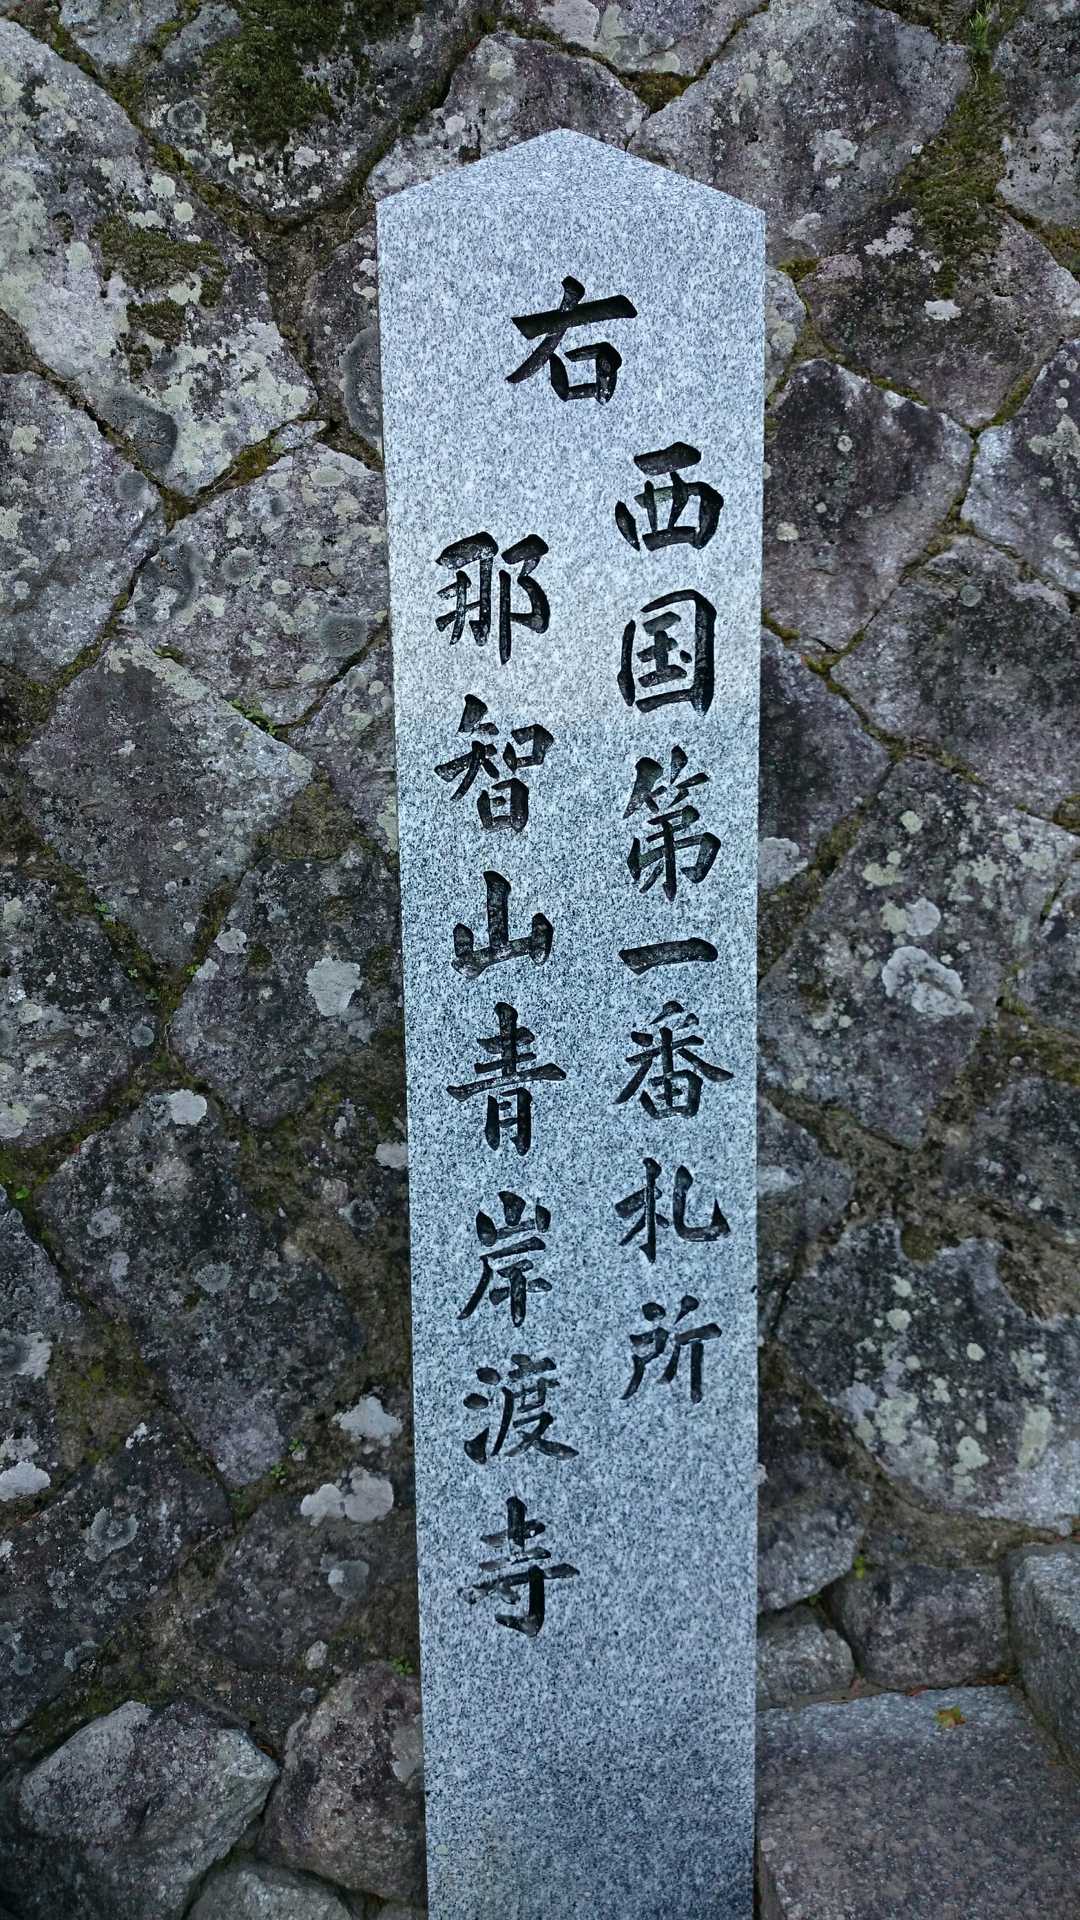 右
西国第一番札所
那智山青岸渡寺